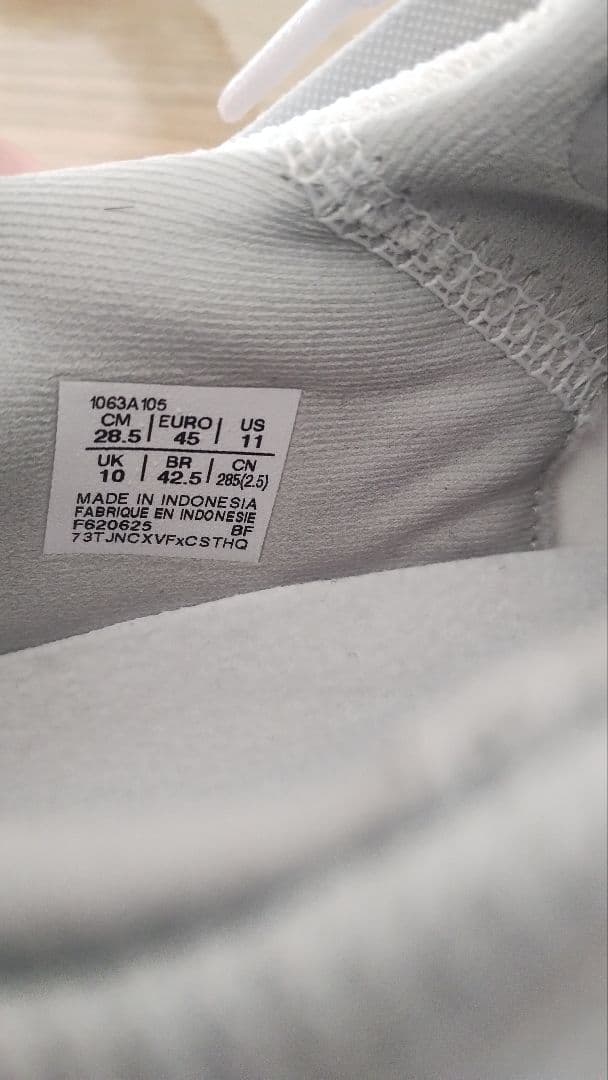 1063A105
CM EURO US
28.5 45 11
UK BR CN
10 42.5 285(2.5)
MADE IN INDONESIA
FABRIQUE EN INDONESIE
F620625 BF
73TJNCXVFxCSTHQ